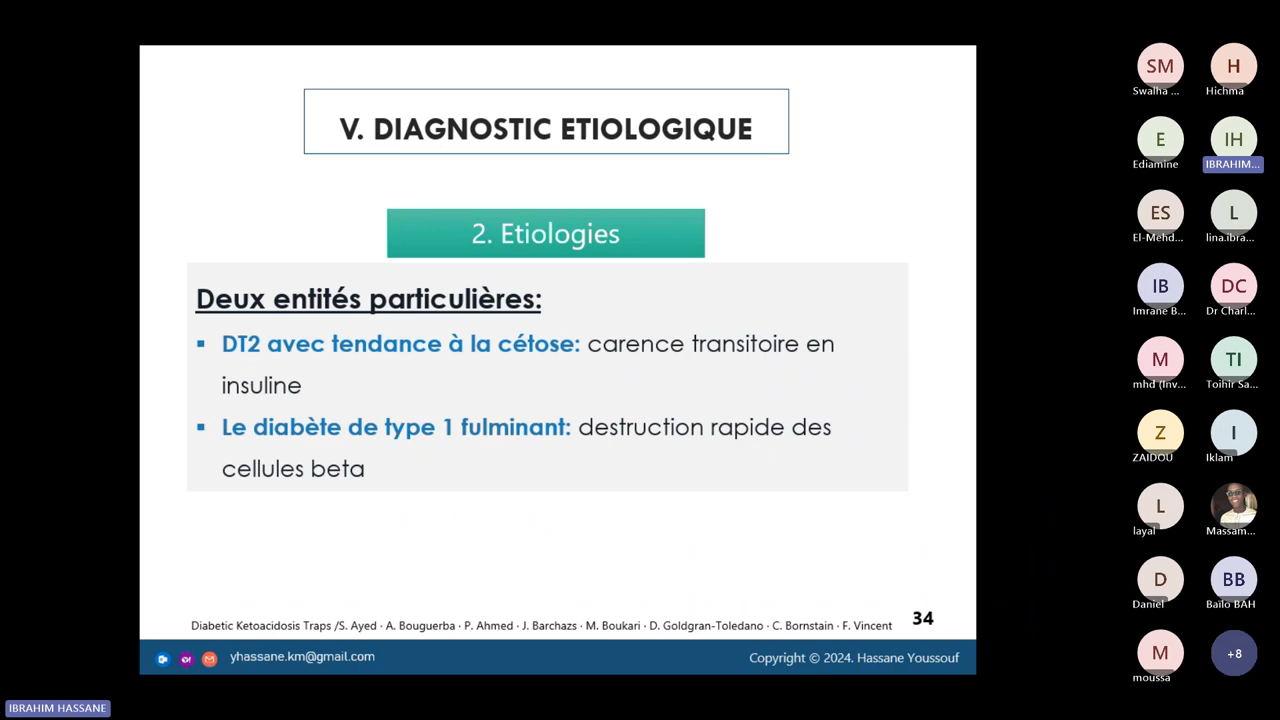 V. DIAGNOSTIC ETIOLOGIQUE
2. Etiologies
Deux entités particulières:
▪ DT2 avec tendance à la cétose: carence transitoire en
insuline
▪ Le diabète de type 1 fulminant: destruction rapide des
cellules beta
Diabetic Ketoacidosis Traps /S. Ayed · A. Bouguerba · P. Ahmed · J. Barchazs · M. Boukari · D. Goldgran-Toledano · C. Bornstain · F. Vincent
34
yhassane.km@gmail.com
Copyright © 2024. Hassane Youssouf
SM
Swalha ...
H
Hichma
E
Ediamine
IH
IBRAHIM...
ES
El-Mehd...
L
lina.ibra...
IB
Imrane B...
DC
Dr Charl...
M
mhd (Inv...
TI
Toihir Sa...
Z
ZAIDOU
I
Iklam
L
layal
Massam...
D
Daniel
BB
Baïlo BAH
M
moussa
+8
IBRAHIM HASSANE